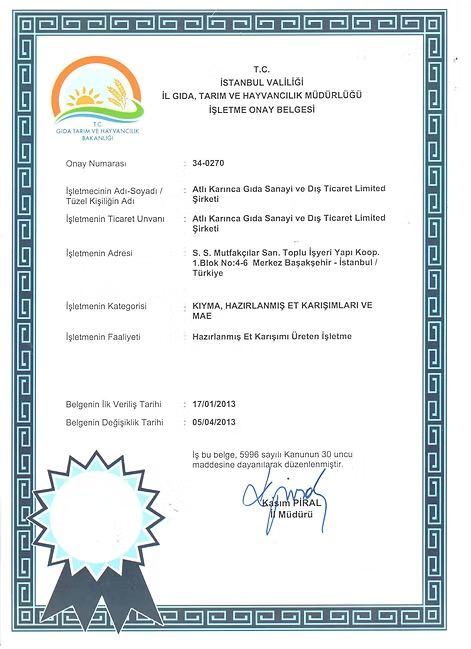 T.C.
İSTANBUL VALİLİĞİ
İL GIDA, TARIM VE HAYVANCILIK MÜDÜRLÜĞÜ
İŞLETME ONAY BELGESİ
T.C.
GIDA TARIM VE HAYVANCILIK
BAKANLIĞI
Onay Numarası : 34-0270
İşletmecinin Adı-Soyadı / : Atlı Karınca Gıda Sanayi ve Dış Ticaret Limited
Tüzel Kişiliğin Adı Şirketi
İşletmenin Ticaret Unvanı : Atlı Karınca Gıda Sanayi ve Dış Ticaret Limited
Şirketi
İşletmenin Adresi : S. S. Mutfakçılar San. Toplu İşyeri Yapı Koop.
1.Blok No:4-6 Merkez Başakşehir - İstanbul /
Türkiye
İşletmenin Kategorisi : KIYMA, HAZIRLANMIŞ ET KARIŞIMLARI VE
MAE
İşletmenin Faaliyeti : Hazırlanmış Et Karışımı Üreten İşletme
Belgenin İlk Veriliş Tarihi : 17/01/2013
Belgenin Değişiklik Tarihi : 05/04/2013
İş bu belge, 5996 sayılı Kanunun 30 uncu
maddesine dayanılarak düzenlenmiştir.
Kasım PİRAL
İl Müdürü